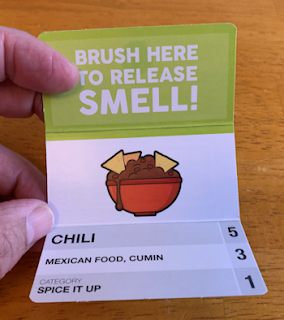 BRUSH HERE
TO RELEASE
SMELL!
CHILI 5
MEXICAN FOOD, CUMIN 3
CATEGORY
SPICE IT UP 1